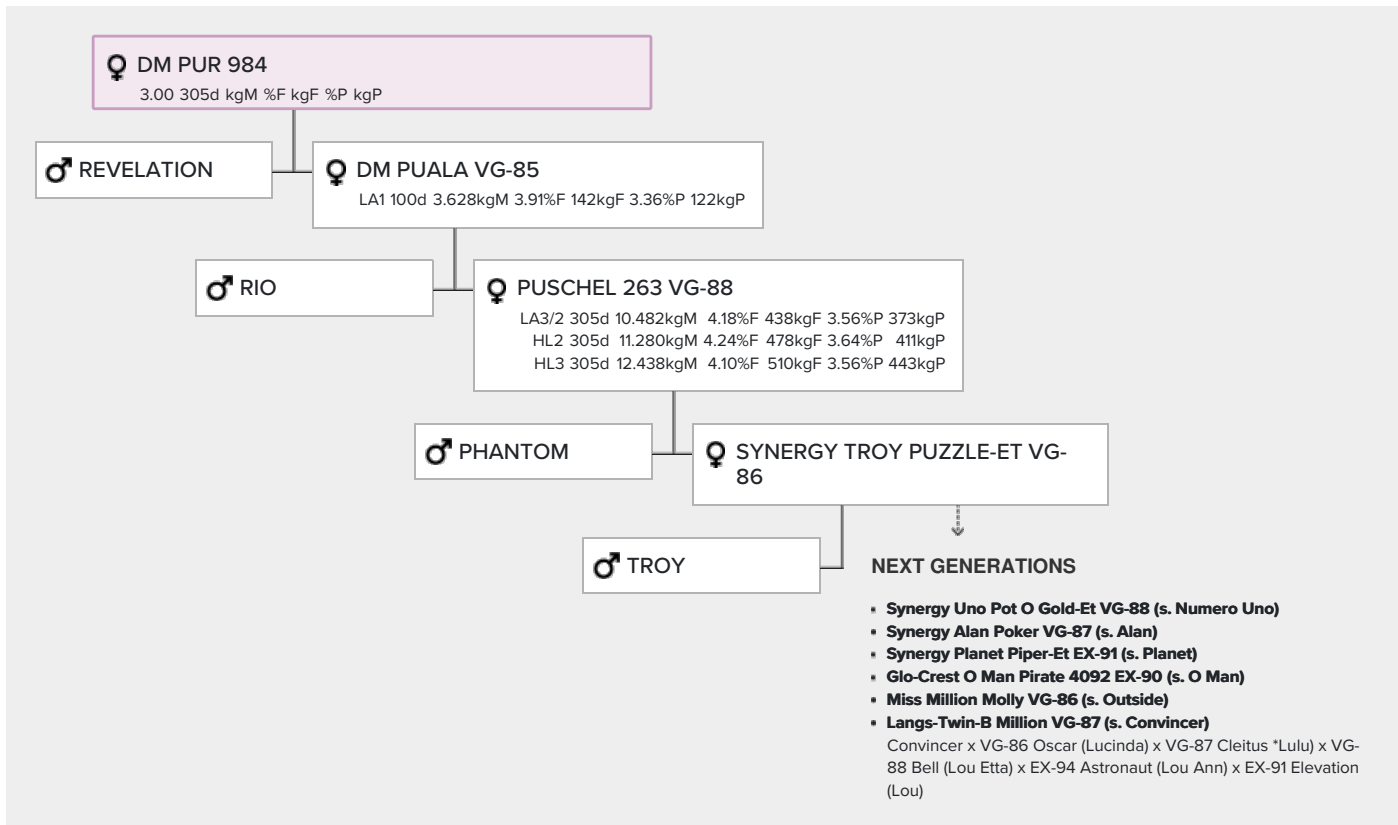 DM PUR 984
3.00 305d kgM %F kgF %P kgP
REVELATION
DM PUALA VG-85
LA1 100d 3.628kgM 3.91%F 142kgF 3.36%P 122kgP
RIO
PUSCHEL 263 VG-88
LA3/2 305d 10.482kgM 4.18%F 438kgF 3.56%P 373kgP
HL2 305d 11.280kgM 4.24%F 478kgF 3.64%P 411kgP
HL3 305d 12.438kgM 4.10%F 510kgF 3.56%P 443kgP
PHANTOM
SYNERGY TROY PUZZLE-ET VG-
86
TROY
NEXT GENERATIONS
Synergy Uno Pot O Gold-Et VG-88 (s. Numero Uno)
Synergy Alan Poker VG-87 (s. Alan)
Synergy Planet Piper-Et EX-91 (s. Planet)
Glo-Crest O Man Pirate 4092 EX-90 (s. O Man)
Miss Million Molly VG-86 (s. Outside)
Langs-Twin-B Million VG-87 (s. Convincer)
Convincer x VG-86 Oscar (Lucinda) x VG-87 Cleitus *Lulu) x VG-
88 Bell (Lou Etta) x EX-94 Astronaut (Lou Ann) x EX-91 Elevation
(Lou)